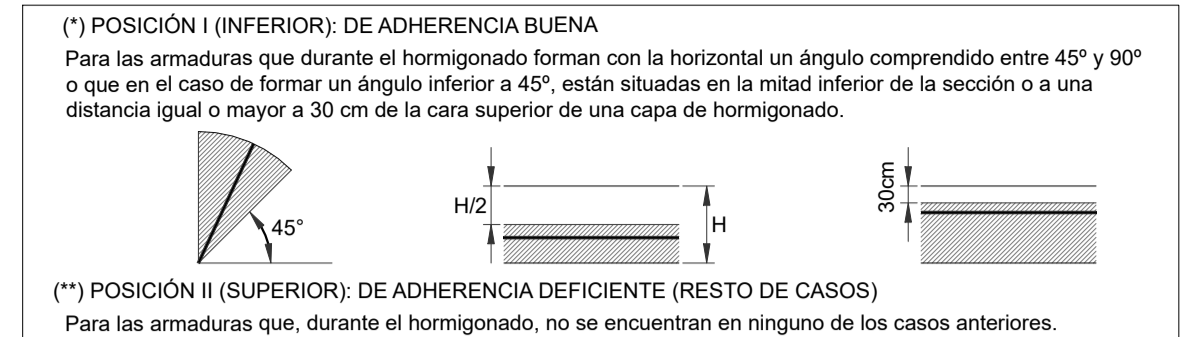 (*) POSICIÓN I (INFERIOR): DE ADHERENCIA BUENA
Para las armaduras que durante el hormigonado forman con la horizontal un ángulo comprendido entre 45º y 90º
o que en el caso de formar un ángulo inferior a 45º, están situadas en la mitad inferior de la sección o a una
distancia igual o mayor a 30 cm de la cara superior de una capa de hormigonado.
45°
H/2
H
30cm
(**) POSICIÓN II (SUPERIOR): DE ADHERENCIA DEFICIENTE (RESTO DE CASOS)
Para las armaduras que, durante el hormigonado, no se encuentran en ninguno de los casos anteriores.